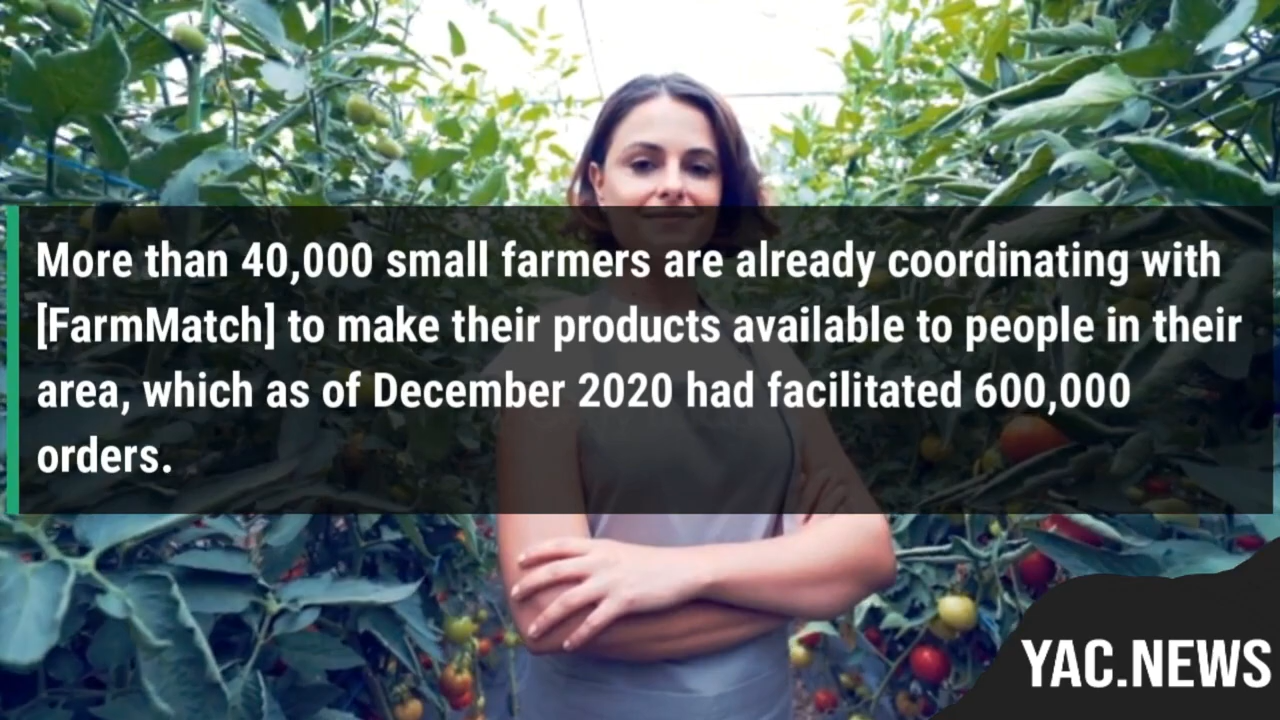 More than 40,000 small farmers are already coordinating with
[FarmMatch] to make their products available to people in their
area, which as of December 2020 had facilitated 600,000
orders.
YAC.NEWS